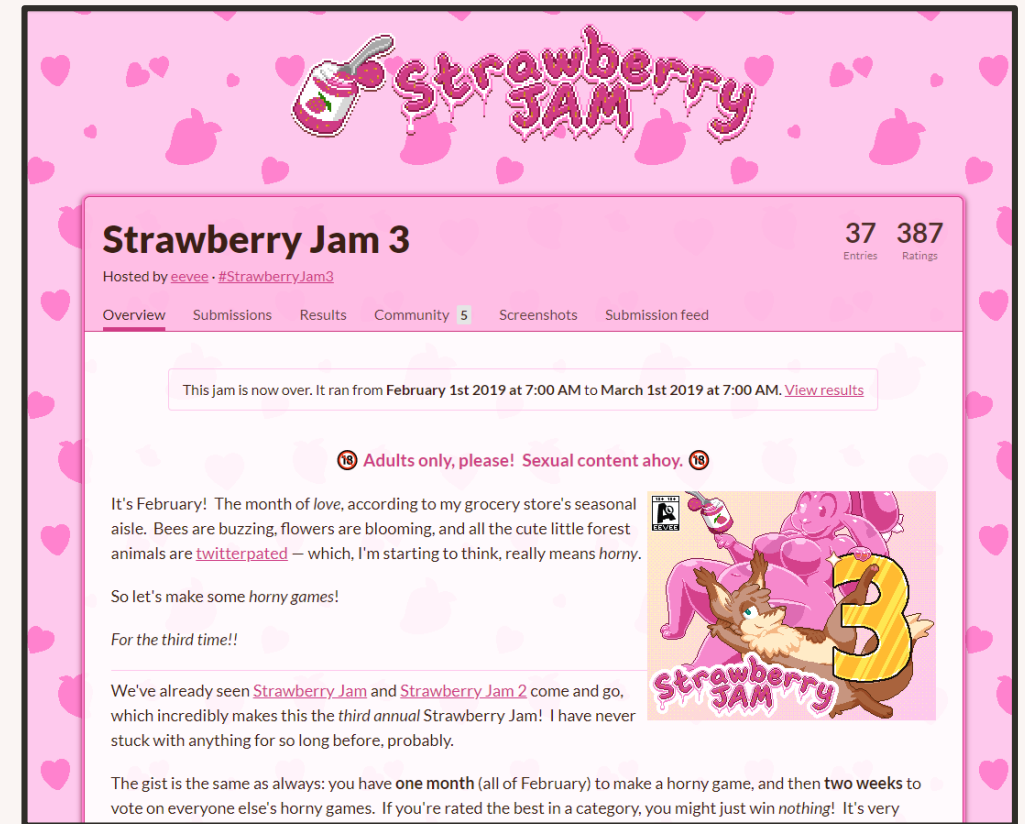 Strawberry
JAM
Strawberry Jam 3
37 387
Entries Ratings
Hosted by eevee · #StrawberryJam3
Overview Submissions Results Community 5 Screenshots Submission feed
This jam is now over. It ran from February 1st 2019 at 7:00 AM to March 1st 2019 at 7:00 AM. View results
🔞 Adults only, please! Sexual content ahoy. 🔞
It's February! The month of love, according to my grocery store's seasonal
aisle. Bees are buzzing, flowers are blooming, and all the cute little forest
animals are twitterpated — which, I'm starting to think, really means horny.
So let's make some horny games!
For the third time!!
A
EEVEE
3
Strawberry
JAM
We've already seen Strawberry Jam and Strawberry Jam 2 come and go,
which incredibly makes this the third annual Strawberry Jam! I have never
stuck with anything for so long before, probably.
The gist is the same as always: you have one month (all of February) to make a horny game, and then two weeks to
vote on everyone else's horny games. If you're rated the best in a category, you might just win nothing! It's very